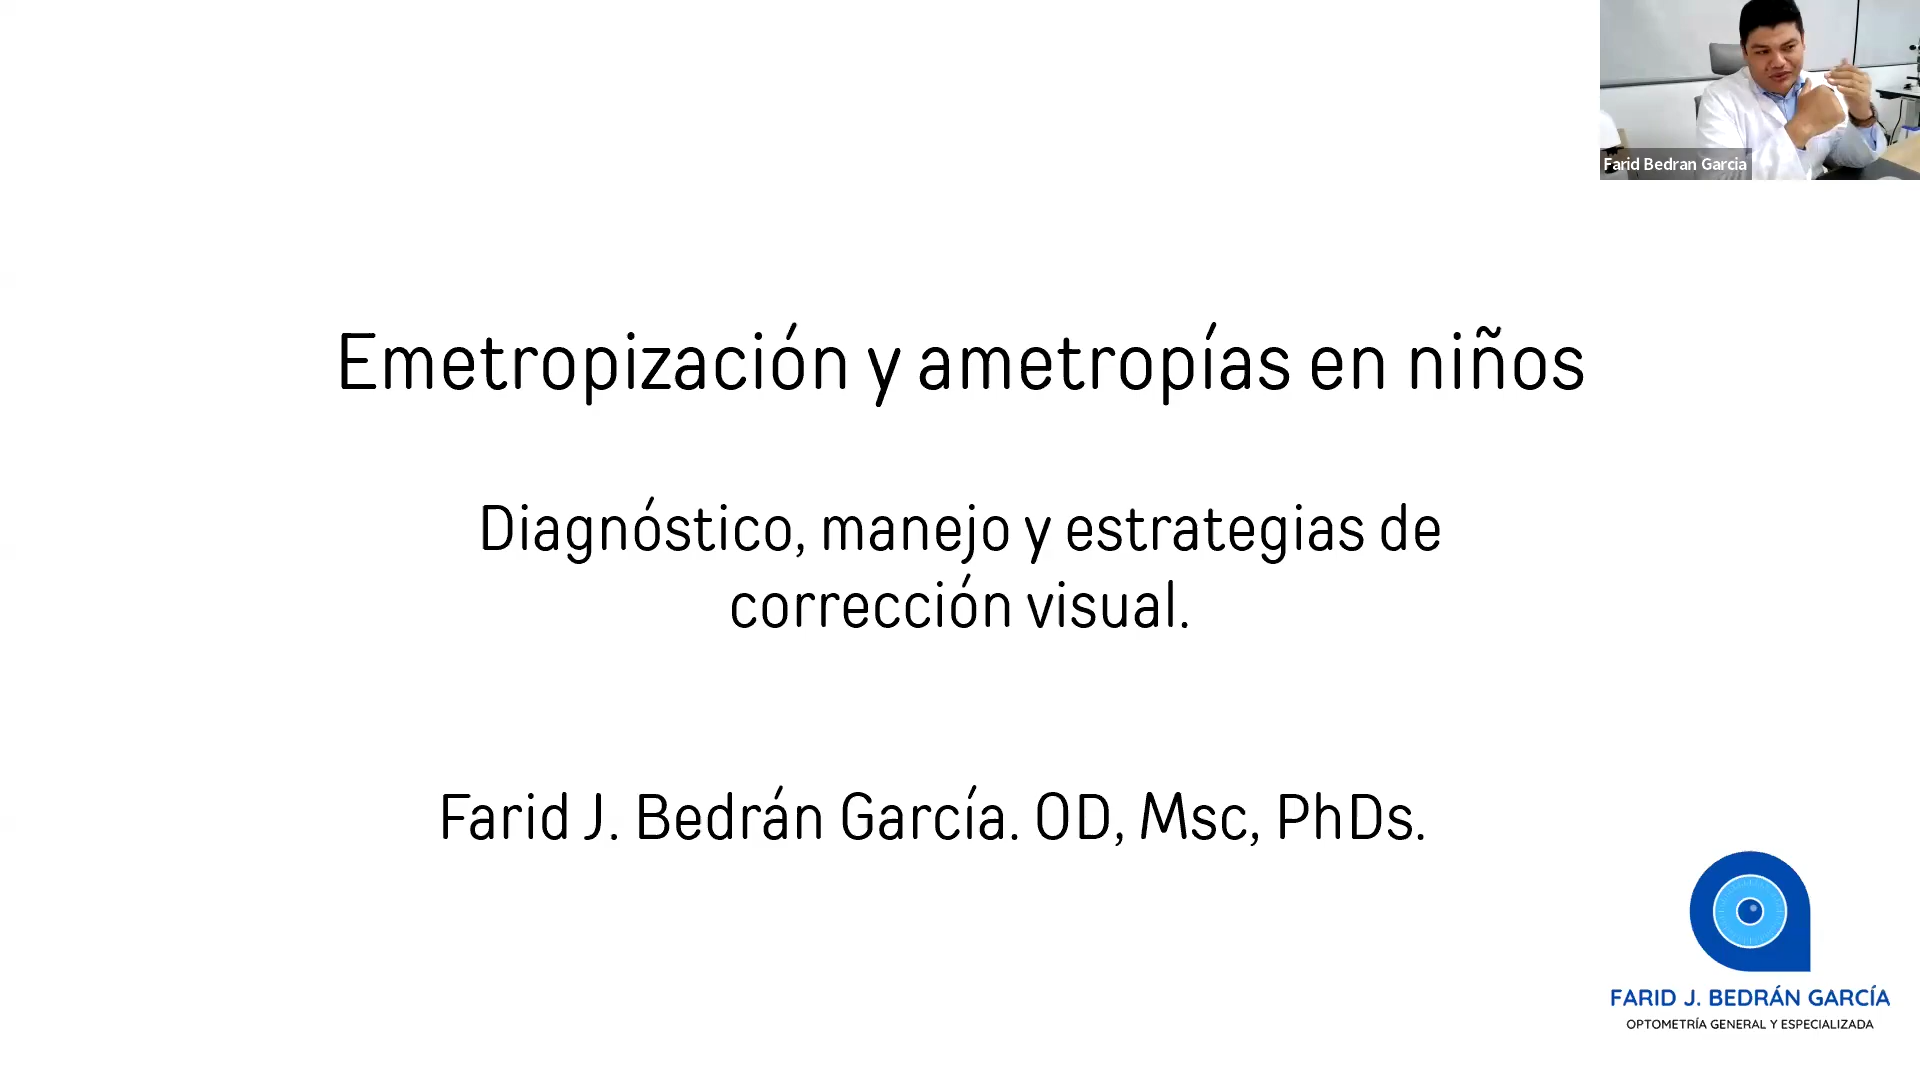 Farid Bedran Garcia
Emetropización y ametropías en niños
Diagnóstico, manejo y estrategias de
corrección visual.
Farid J. Bedrán García. OD, Msc, PhDs.
FARID J. BEDRÁN GARCÍA
OPTOMETRÍA GENERAL Y ESPECIALIZADA